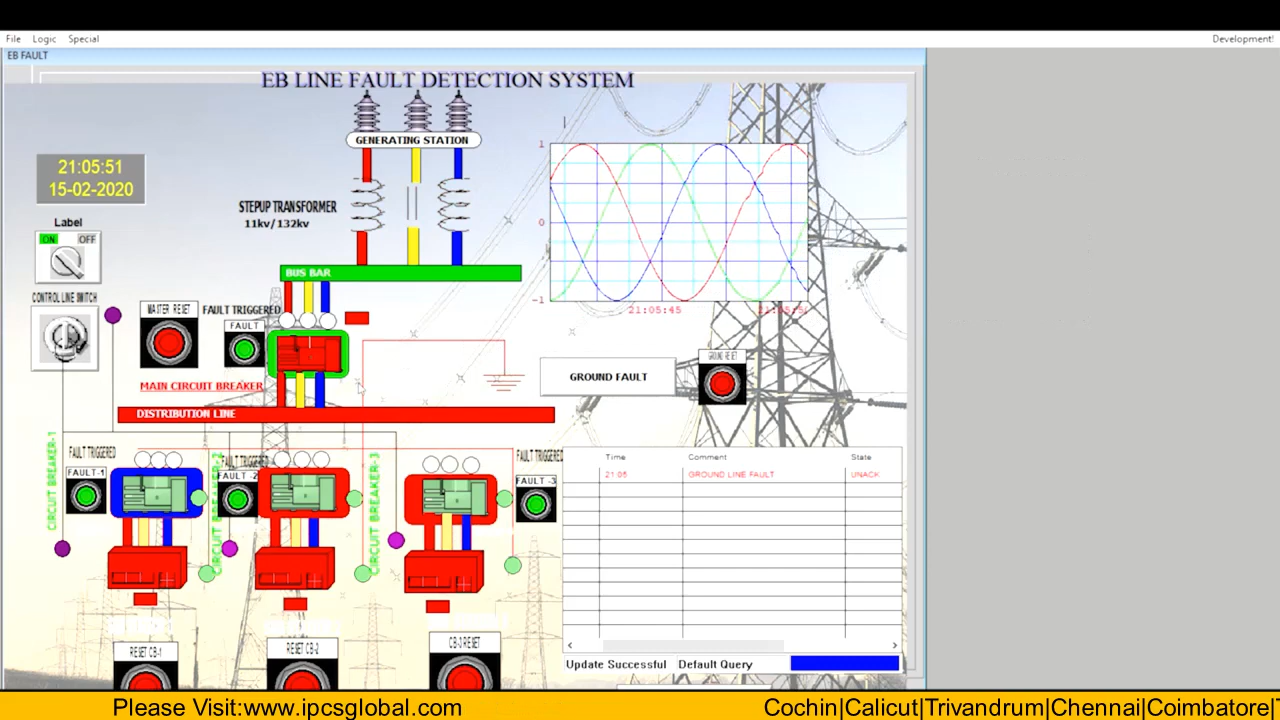 File Logic Special
Development!
EB FAULT
EB LINE FAULT DETECTION SYSTEM
GENERATING STATION
21:05:51
15-02-2020
STEPUP TRANSFORMER
11kv/132kv
Label
ON OFF
BUS BAR
1
0
-1
21:05:45
CONTROL LINE SWITCH
MASTER RESET
FAULT TRIGGERED
FAULT
MAIN CIRCUIT BREAKER
GROUND FAULT
GROUND RESET
DISTRIBUTION LINE
CIRCUIT BREAKER-1
FAULT TRIGGERED
FAULT-1
CIRCUIT BREAKER-2
FAULT TRIGGERED
FAULT -2
CIRCUIT BREAKER-3
FAULT TRIGGERED
FAULT -3
Time Comment State
21:05 GROUND LINE FAULT UNACK
RESET CB-1
RESET CB-2
CB-3 RESET
Update Successful Default Query
Please Visit:www.ipcsglobal.com
Cochin|Calicut|Trivandrum|Chennai|Coimbatore|